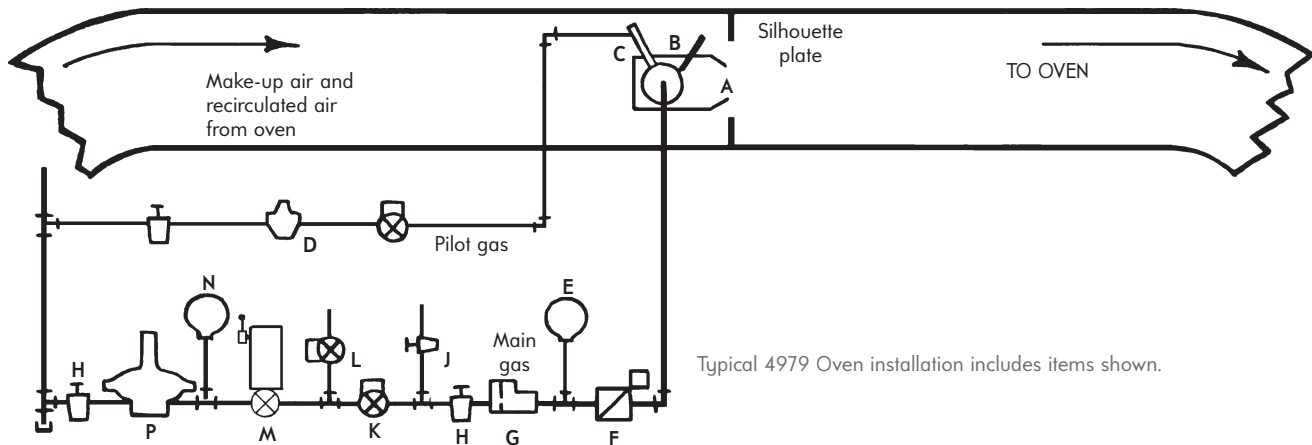 Silhouette
plate
C
B
A
Make-up air and
recirculated air
from oven
TO OVEN
D
Pilot gas
N
E
H
L
J
Main
gas
Typical 4979 Oven installation includes items shown.
P
M
K
H
G
F